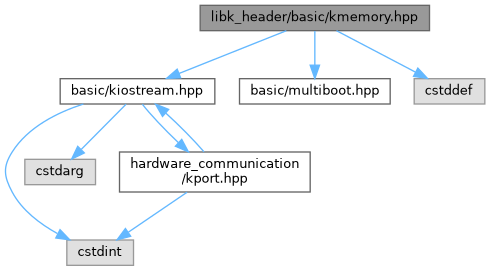 libk_header/basic/kmemory.hpp
basic/kiostream.hpp
basic/multiboot.hpp
cstddef
cstdarg
hardware_communication
/kport.hpp
cstdint